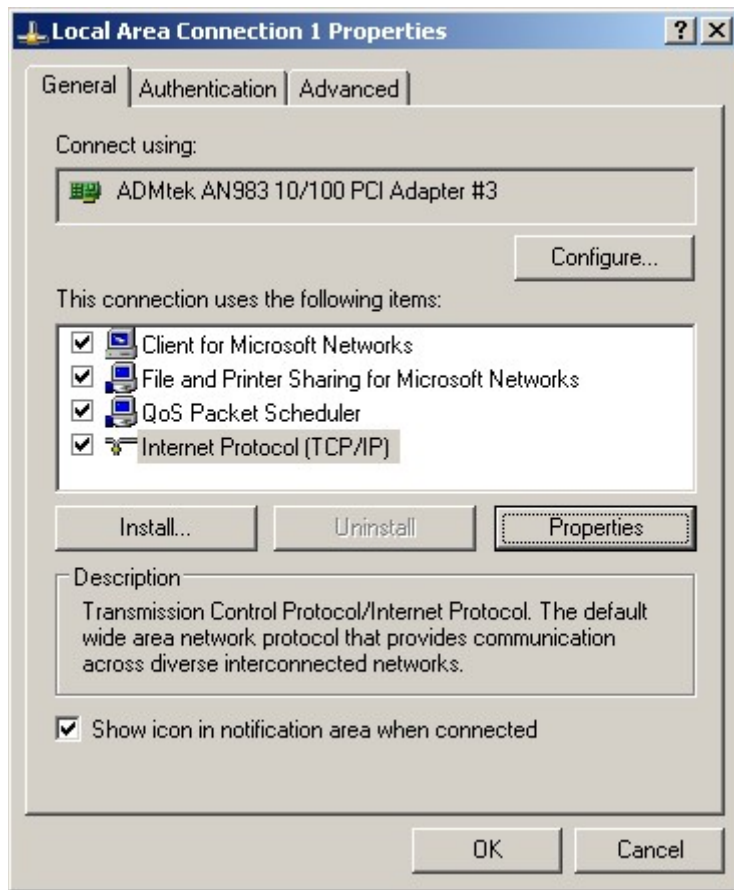 Local Area Connection 1 Properties
General
Authentication
Advanced
Connect using:
ADMtek AN983 10/100 PCI Adapter #3
Configure...
This connection uses the following items:
Client for Microsoft Networks
File and Printer Sharing for Microsoft Networks
QoS Packet Scheduler
Internet Protocol (TCP/IP)
Install...
Uninstall
Properties
Description
Transmission Control Protocol/Internet Protocol. The default
wide area network protocol that provides communication
across diverse interconnected networks.
Show icon in notification area when connected
OK
Cancel